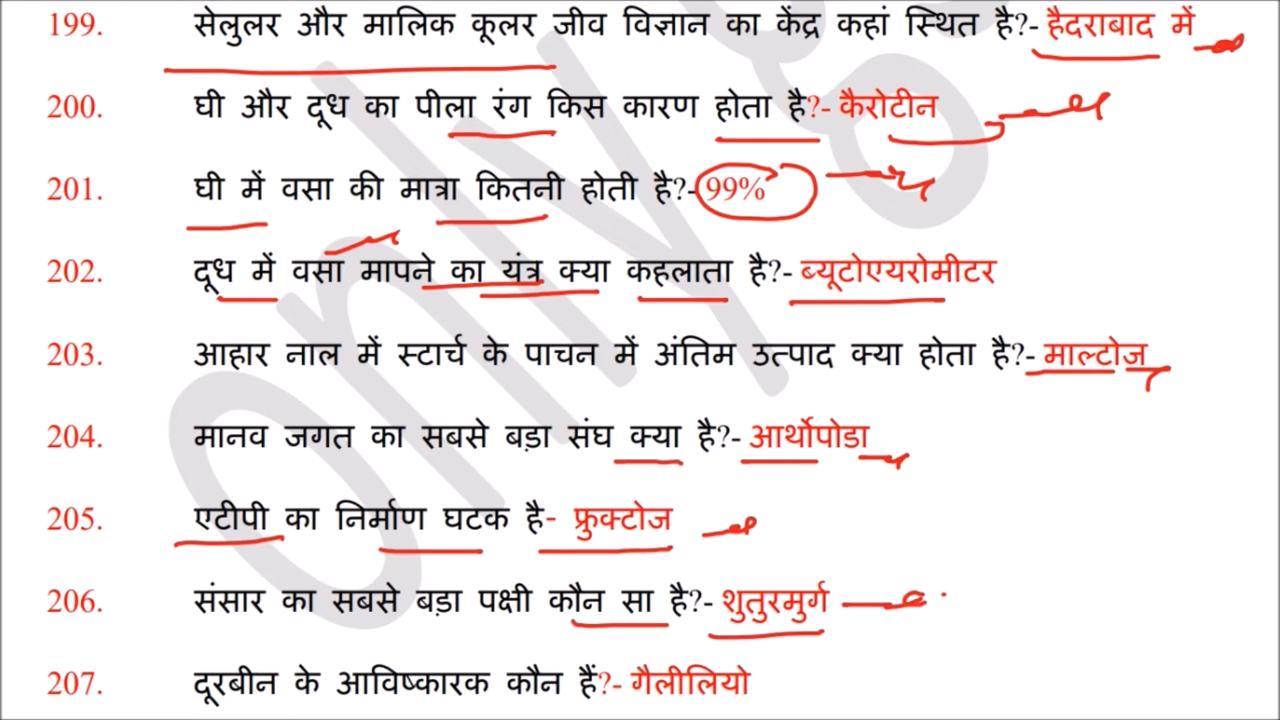 199. सेलुलर और मालिक कूलर जीव विज्ञान का केंद्र कहां स्थित है?- हैदराबाद में
200. घी और दूध का पीला रंग किस कारण होता है?- कैरोटीन
201. घी में वसा की मात्रा कितनी होती है?- 99%
202. दूध में वसा मापने का यंत्र क्या कहलाता है?- ब्यूटोएयरोमीटर
203. आहार नाल में स्टार्च के पाचन में अंतिम उत्पाद क्या होता है?- माल्टोज
204. मानव जगत का सबसे बड़ा संघ क्या है?- आर्थोपोडा
205. एटीपी का निर्माण घटक है- फ्रुक्टोज
206. संसार का सबसे बड़ा पक्षी कौन सा है?- शुतुरमुर्ग
207. दूरबीन के आविष्कारक कौन हैं?- गैलीलियो